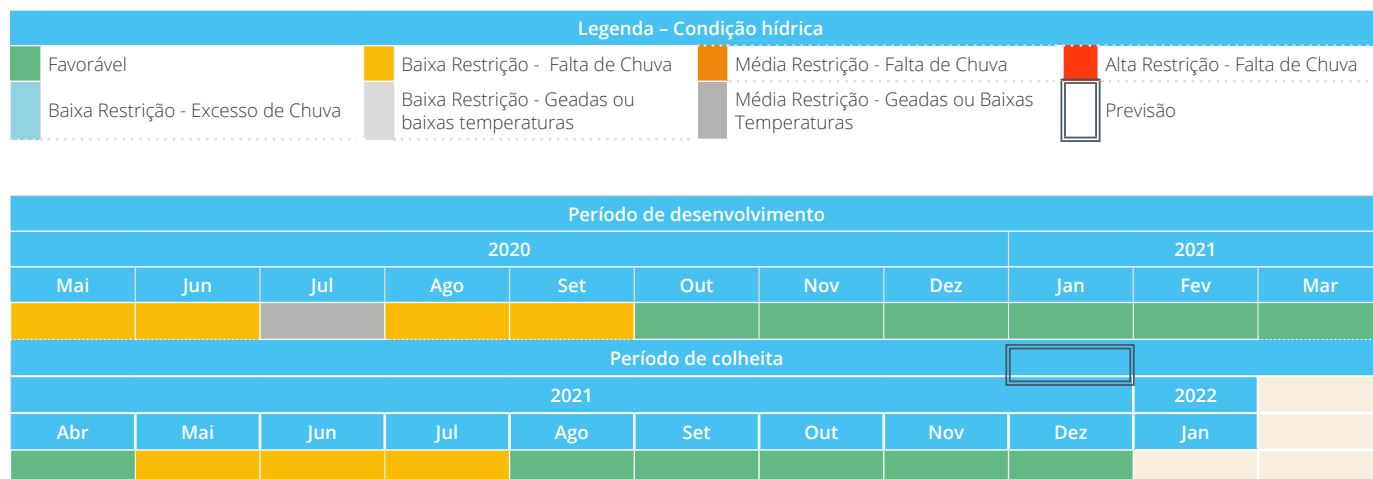 Legenda – Condição hídrica
Favorável
Baixa Restrição - Falta de Chuva
Média Restrição - Falta de Chuva
Alta Restrição - Falta de Chuva
Baixa Restrição - Excesso de Chuva
Baixa Restrição - Geadas ou
baixas temperaturas
Média Restrição - Geadas ou Baixas
Temperaturas
Previsão
Período de desenvolvimento
2020 2021
Mai Jun Jul Ago Set Out Nov Dez Jan Fev Mar
Período de colheita
2021 2022
Abr Mai Jun Jul Ago Set Out Nov Dez Jan